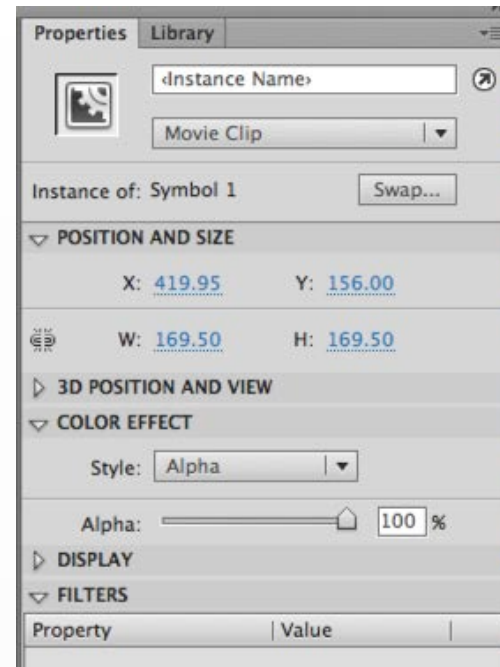 Properties Library
‹Instance Name›
Movie Clip
Instance of: Symbol 1 Swap...
POSITION AND SIZE
X: 419.95 Y: 156.00
W: 169.50 H: 169.50
3D POSITION AND VIEW
COLOR EFFECT
Style: Alpha
Alpha: 100 %
DISPLAY
FILTERS
Property Value